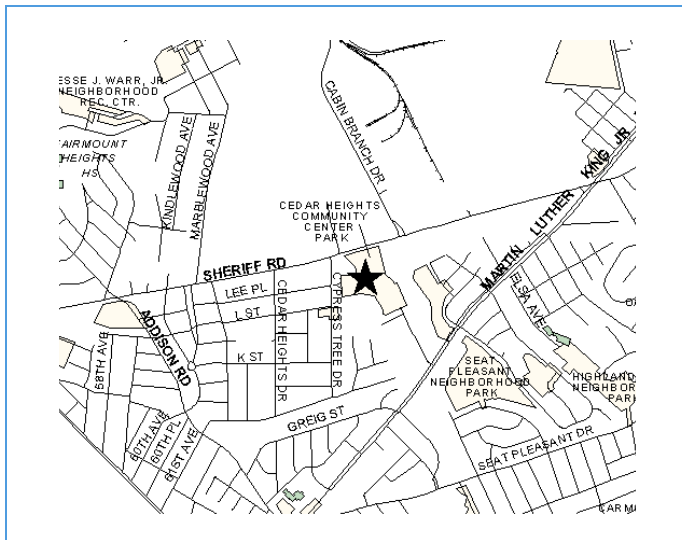 ESSE J. WARR, JR.
NEIGHBORHOOD
REC. CTR.
FAIRMOUNT
HEIGHTS
HS
KINDLEWOOD AVE
MARBLEWOOD AVE
CABIN BRANCH DR
CEDAR HEIGHTS
COMMUNITY
CENTER
PARK
MARTIN LUTHER KING JR
SHERIFF RD
LEE PL
L ST
K ST
CEDAR HEIGHTS DR
CYPRESS TREE DR
ADDISON RD
ELSA AVE
SEAT
PLEASANT
NEIGHBORHOOD
PARK
HIGHLAND
NEIGHBOR
PARK
58TH AVE
60TH AVE
60TH PL
61ST AVE
GREIG ST
SEAT PLEASANT DR